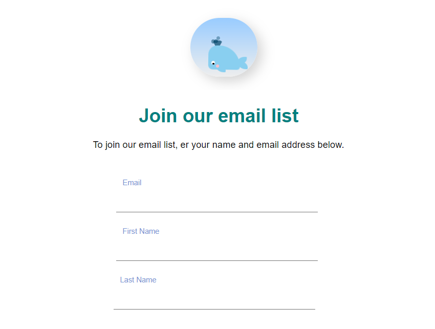 Join our email list
To join our email list, er your name and email address below.
Email
First Name
Last Name